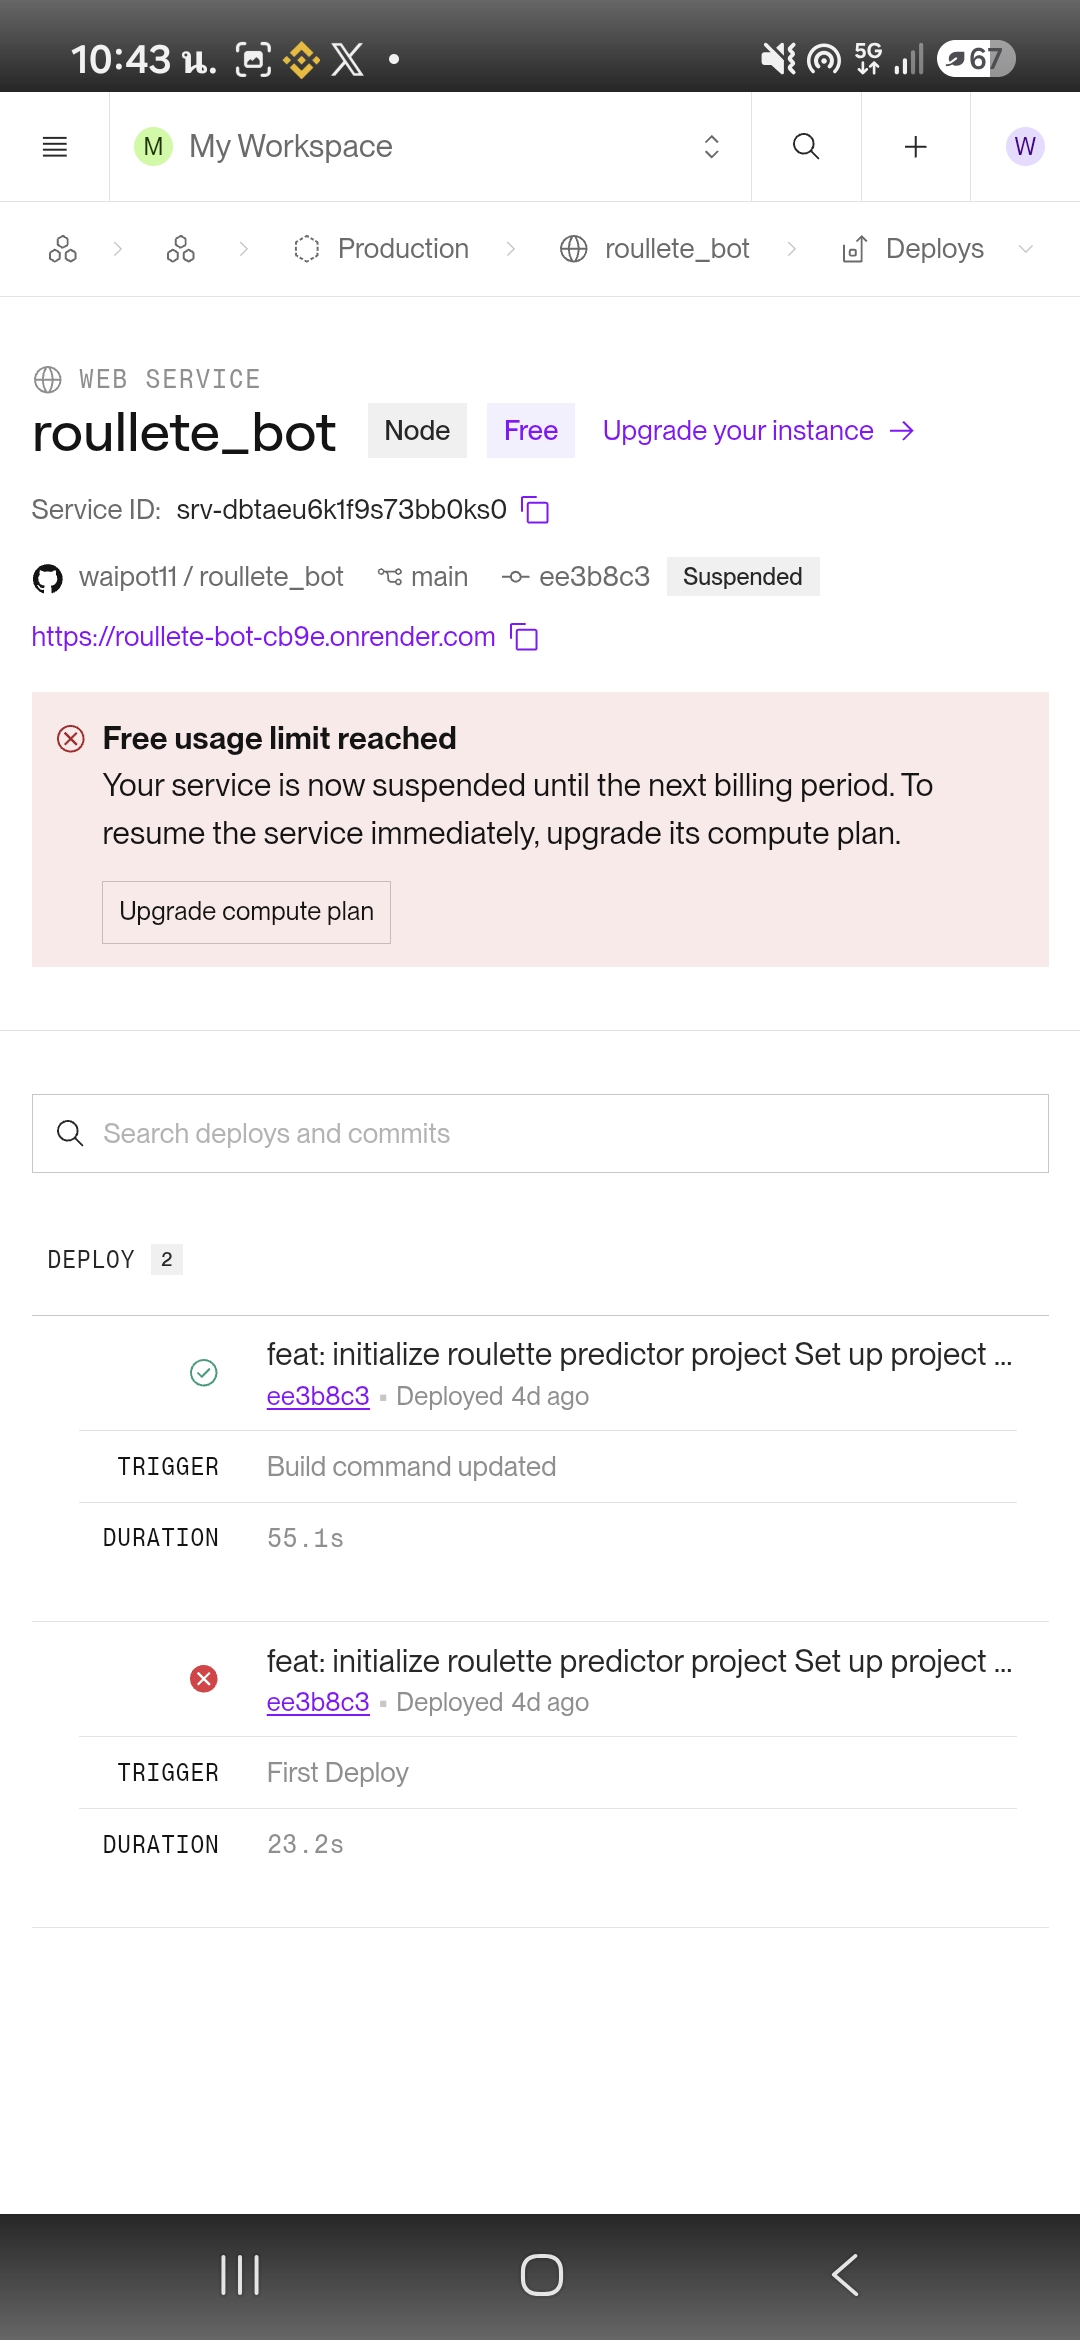 10:43 น.
5G
67
M My Workspace
W
Production
roullete_bot
Deploys
WEB SERVICE
roullete_bot Node Free Upgrade your instance
Service ID: srv-dbtaeu6k1f9s73bb0ks0
waipot11 / roullete_bot main ee3b8c3 Suspended
https://roullete-bot-cb9e.onrender.com
Free usage limit reached
Your service is now suspended until the next billing period. To
resume the service immediately, upgrade its compute plan.
Upgrade compute plan
Search deploys and commits
DEPLOY 2
feat: initialize roulette predictor project Set up project ...
ee3b8c3 Deployed 4d ago
TRIGGER Build command updated
DURATION 55.1s
feat: initialize roulette predictor project Set up project ...
ee3b8c3 Deployed 4d ago
TRIGGER First Deploy
DURATION 23.2s